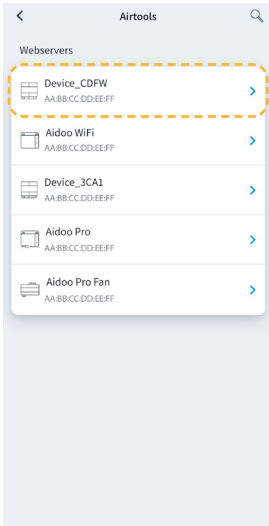 Airtools
Webservers
Device_CDFW
AA:BB:CC:DD:EE:FF
Aidoo WiFi
AA:BB:CC:DD:EE:FF
Device_3CA1
AA:BB:CC:DD:EE:FF
Aidoo Pro
AA:BB:CC:DD:EE:FF
Aidoo Pro Fan
AA:BB:CC:DD:EE:FF